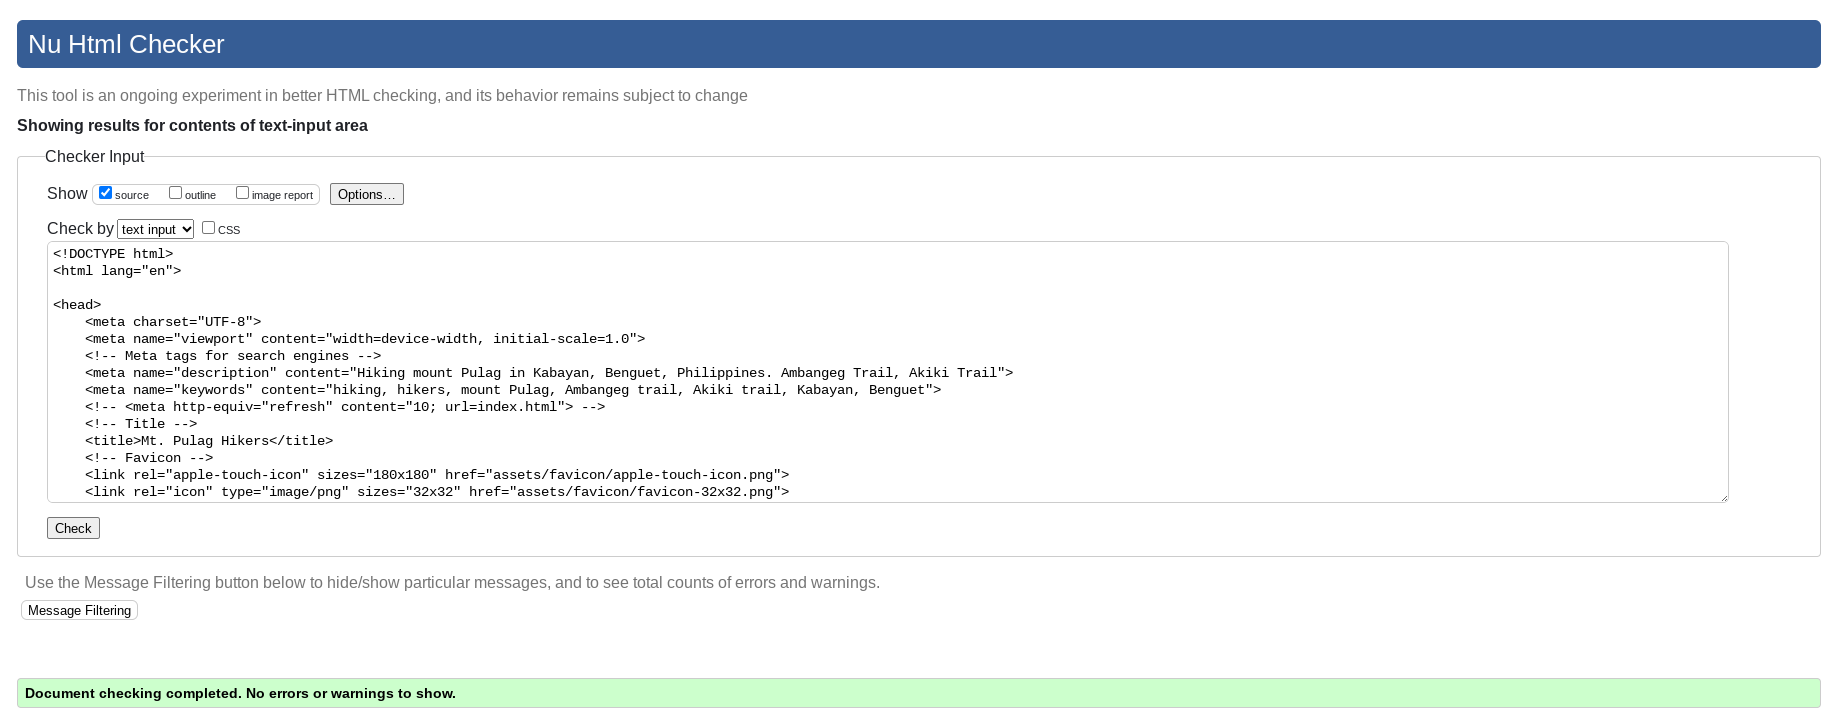 Nu Html Checker
This tool is an ongoing experiment in better HTML checking, and its behavior remains subject to change
Showing results for contents of text-input area
Checker Input
Show source outline image report Options…
Check by text input CSS
<!DOCTYPE html>
<html lang="en">
<head>
<meta charset="UTF-8">
<meta name="viewport" content="width=device-width, initial-scale=1.0">
<!-- Meta tags for search engines -->
<meta name="description" content="Hiking mount Pulag in Kabayan, Benguet, Philippines. Ambangeg Trail, Akiki Trail">
<meta name="keywords" content="hiking, hikers, mount Pulag, Ambangeg trail, Akiki trail, Kabayan, Benguet">
<!-- <meta http-equiv="refresh" content="10; url=index.html"> -->
<!-- Title -->
<title>Mt. Pulag Hikers</title>
<!-- Favicon -->
<link rel="apple-touch-icon" sizes="180x180" href="assets/favicon/apple-touch-icon.png">
<link rel="icon" type="image/png" sizes="32x32" href="assets/favicon/favicon-32x32.png">
Check
Use the Message Filtering button below to hide/show particular messages, and to see total counts of errors and warnings.
Message Filtering
Document checking completed. No errors or warnings to show.